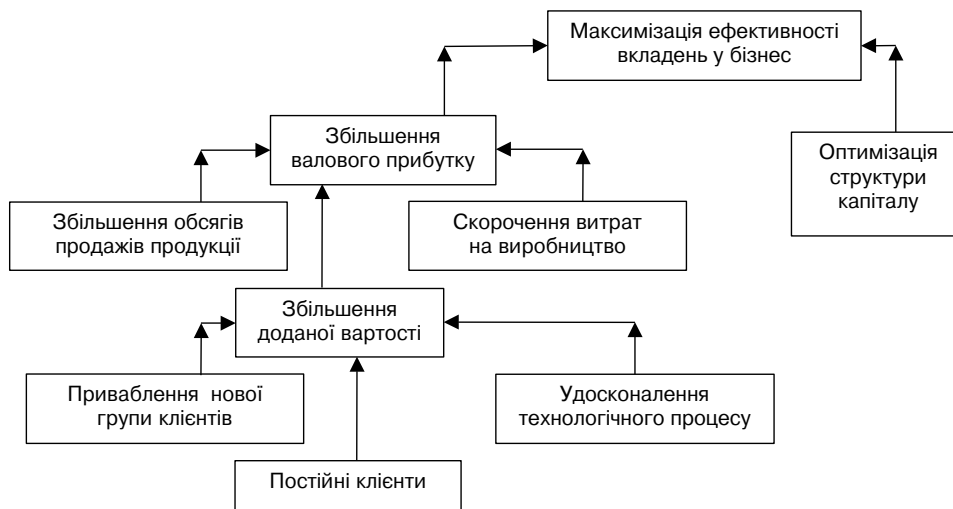 Максимізація ефективності
вкладень у бізнес
Збільшення
валового прибутку
Оптимізація
структури
капіталу
Збільшення обсягів
продажів продукції
Скорочення витрат
на виробництво
Збільшення
доданої вартості
Приваблення нової
групи клієнтів
Удосконалення
технологічного процесу
Постійні клієнти